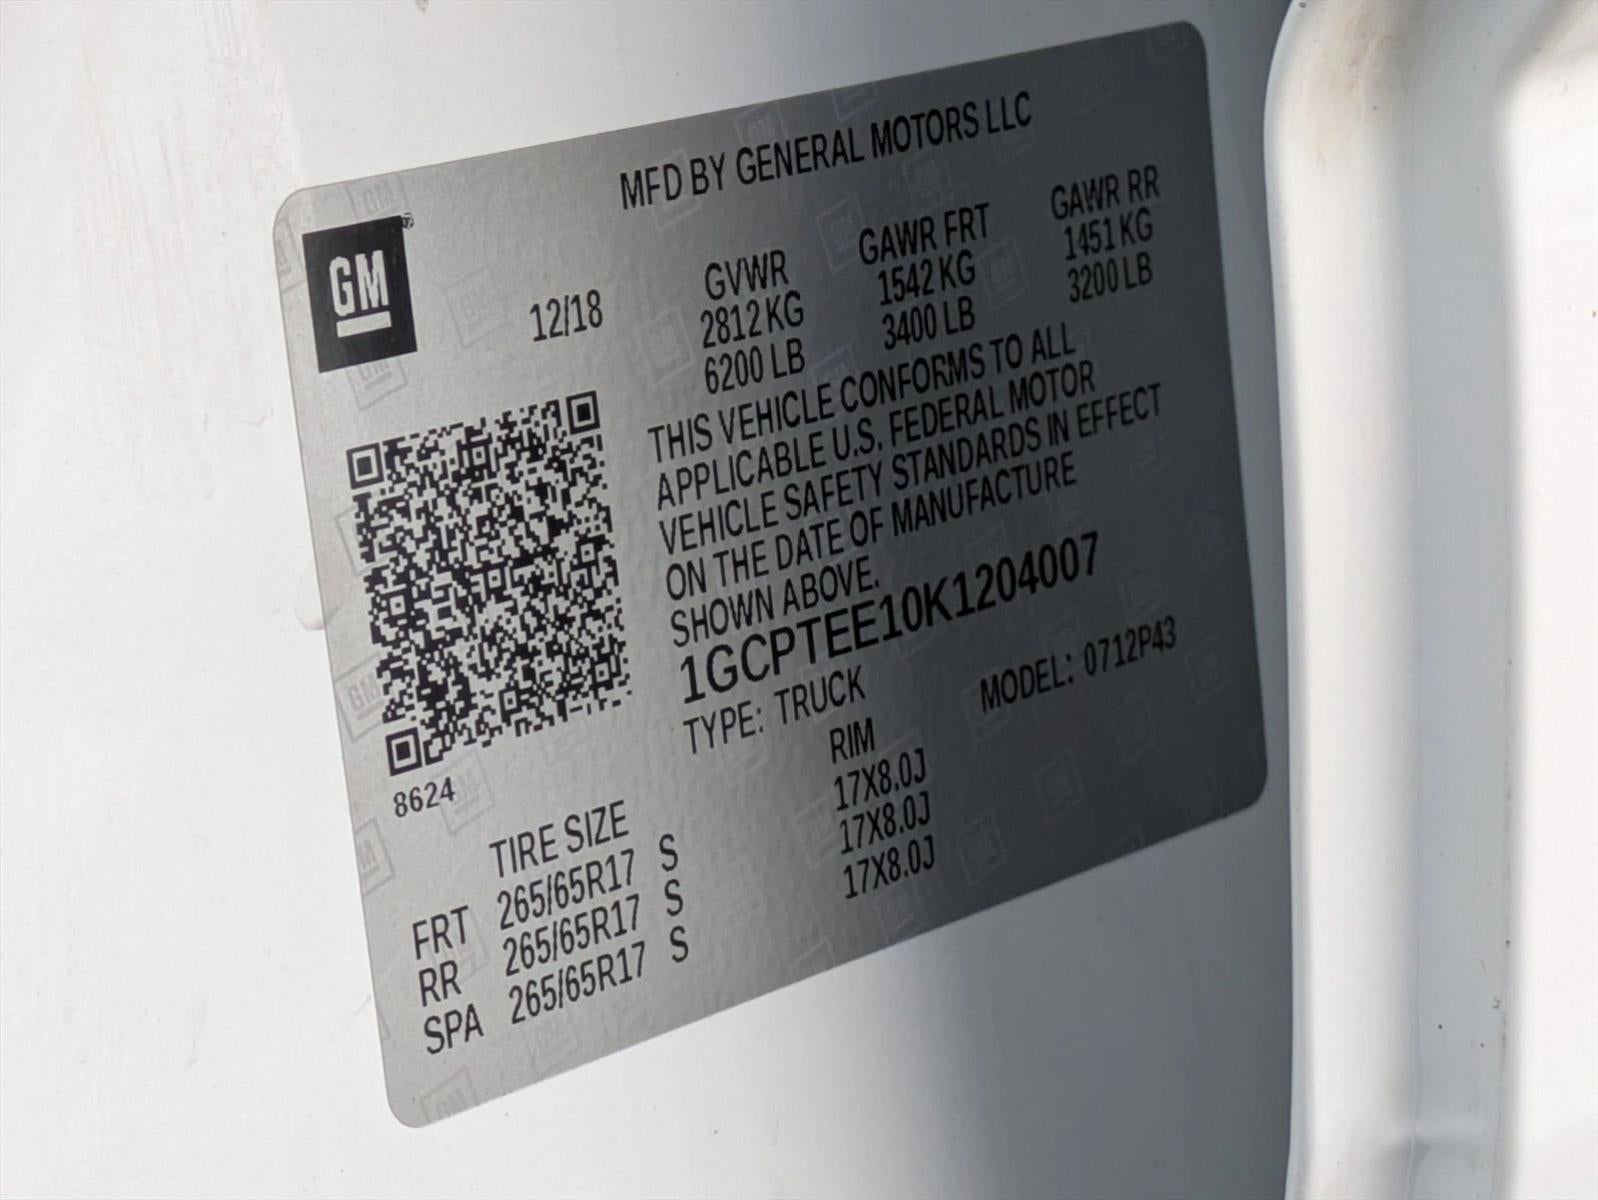 MFD BY GENERAL MOTORS LLC
GM
12/18
GVWR GAWR FRT GAWR RR
2812 KG 1542 KG 1451 KG
6200 LB 3400 LB 3200 LB
THIS VEHICLE CONFORMS TO ALL
APPLICABLE U.S. FEDERAL MOTOR
VEHICLE SAFETY STANDARDS IN EFFECT
ON THE DATE OF MANUFACTURE
SHOWN ABOVE.
1GCPTEE10K1204007
TYPE: TRUCK MODEL: 0712P43
8624
TIRE SIZE RIM
FRT 265/65R17 S 17X8.0J
RR 265/65R17 S 17X8.0J
SPA 265/65R17 S 17X8.0J